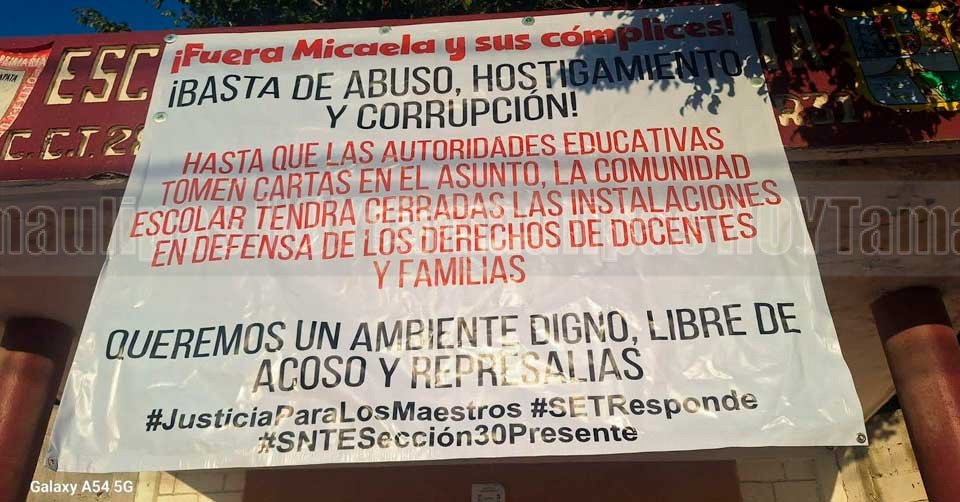 ¡Fuera Micaela y sus cómplices!
¡BASTA DE ABUSO, HOSTIGAMIENTO
Y CORRUPCIÓN!
HASTA QUE LAS AUTORIDADES EDUCATIVAS
TOMEN CARTAS EN EL ASUNTO, LA COMUNIDAD
ESCOLAR TENDRA CERRADAS LAS INSTALACIONES
EN DEFENSA DE LOS DERECHOS DE DOCENTES
Y FAMILIAS
QUEREMOS UN AMBIENTE DIGNO, LIBRE DE
ACOSO Y REPRESALIAS
#JusticiaParaLosMaestros #SETResponde
#SNTESección30Presente
ESC
C.C.T. 28
Galaxy A54 5G